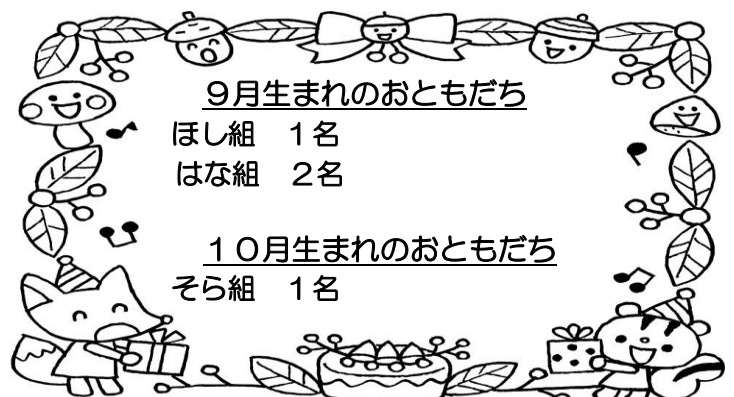 ９月生まれのおともだち
ほし組　１名
はな組　２名
１０月生まれのおともだち
そら組　１名